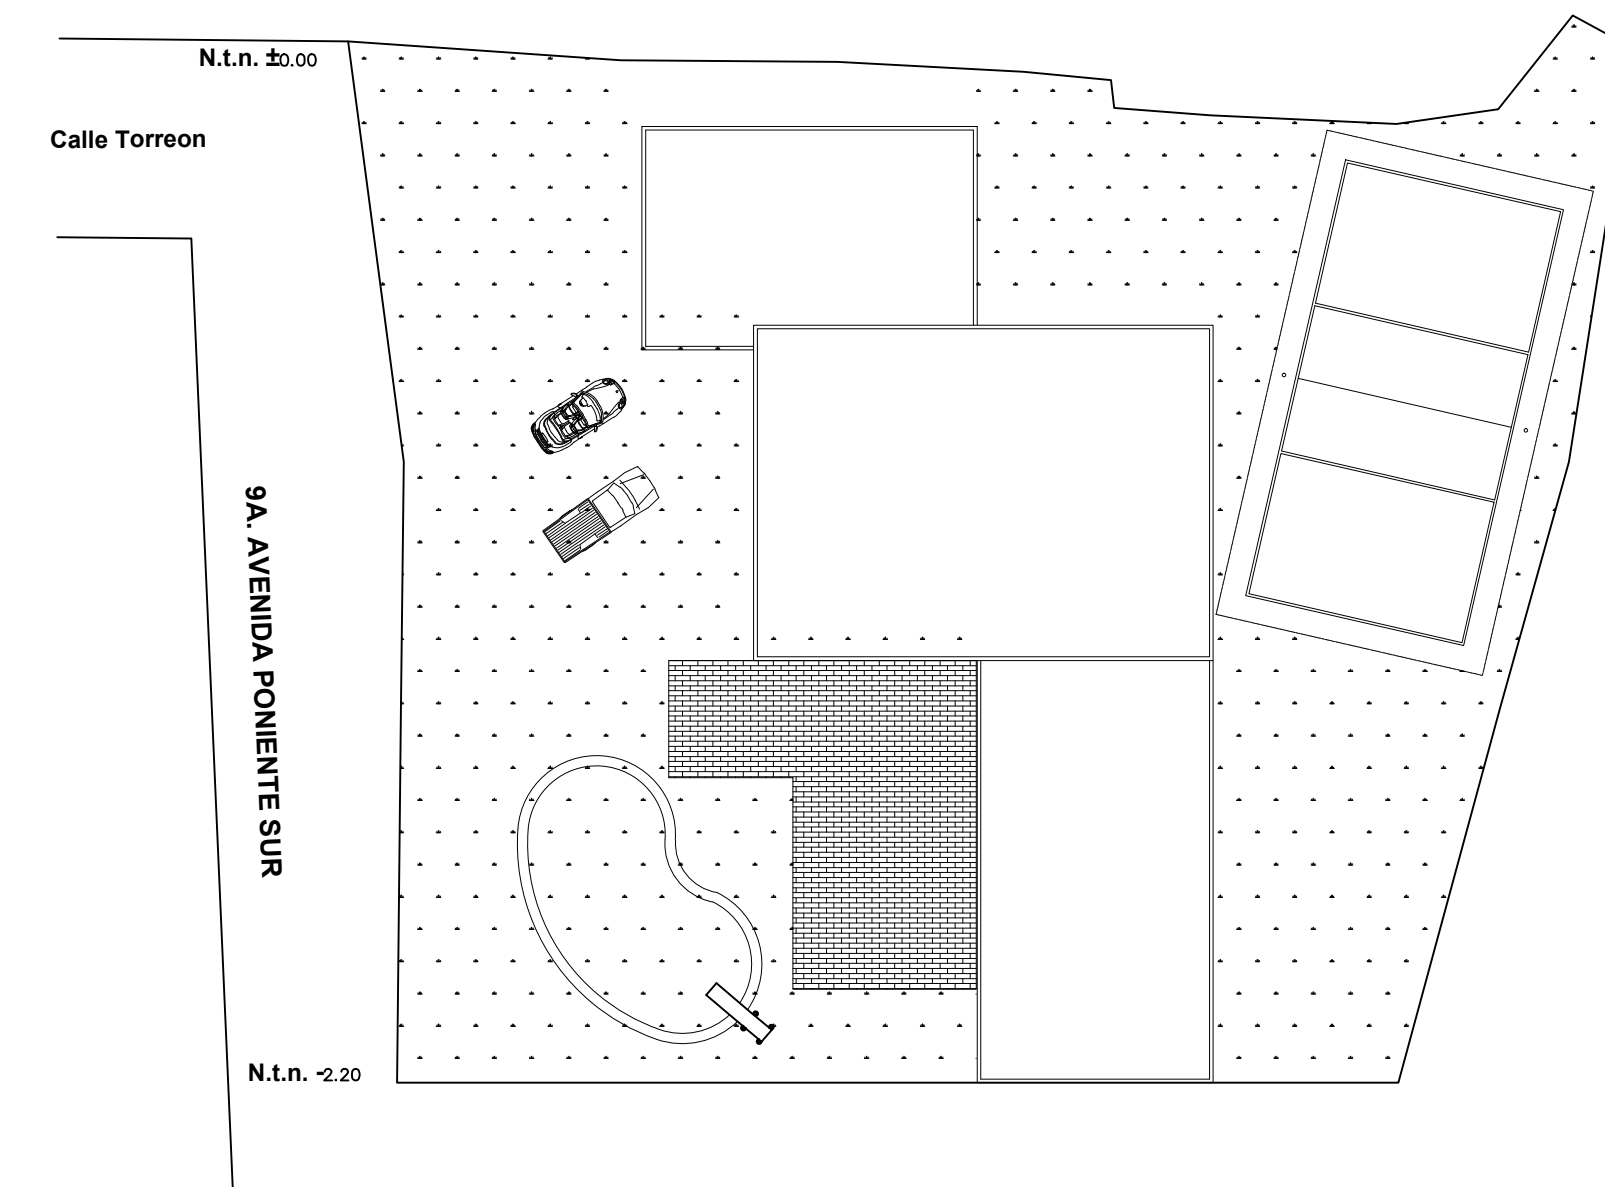 N.t.n. ±0.00
Calle Torreon
9A. AVENIDA PONIENTE SUR
N.t.n. -2.20